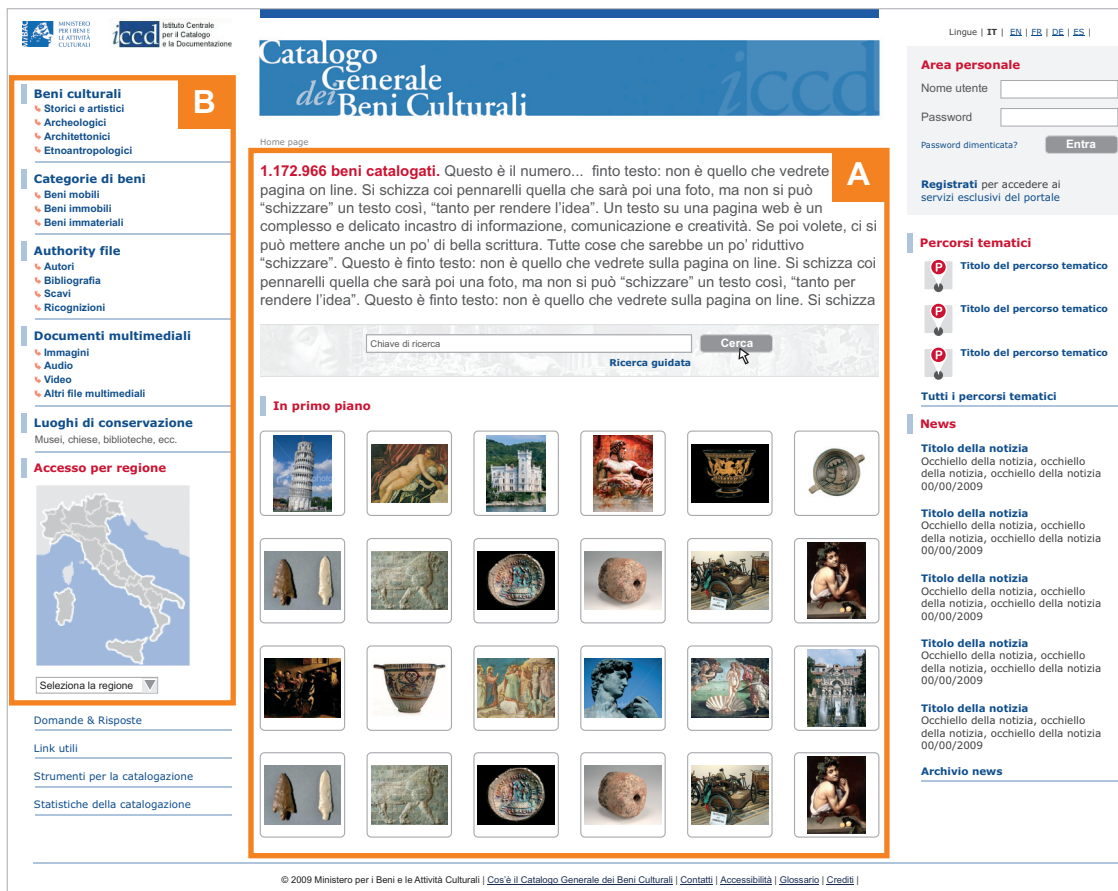 MiBAC
MINISTERO
PER I BENI E
LE ATTIVITÀ
CULTURALI
iccd
Istituto Centrale
per il Catalogo
e la Documentazione
Catalogo
Generale
dei
Beni Culturali
iccd
Lingue | IT | EN | FR | DE | ES |
B
Beni culturali
Storici e artistici
Archeologici
Architettonici
Etnoantropologici
Categorie di beni
Beni mobili
Beni immobili
Beni immateriali
Authority file
Autori
Bibliografia
Scavi
Ricognizioni
Documenti multimediali
Immagini
Audio
Video
Altri file multimediali
Luoghi di conservazione
Musei, chiese, biblioteche, ecc.
Accesso per regione
Seleziona la regione
Domande & Risposte
Link utili
Strumenti per la catalogazione
Statistiche della catalogazione
Home page
A
1.172.966 beni catalogati. Questo è il numero... finto testo: non è quello che vedrete
pagina on line. Si schizza coi pennarelli quella che sarà poi una foto, ma non si può
“schizzare” un testo così, “tanto per rendere l’idea”. Un testo su una pagina web è un
complesso e delicato incastro di informazione, comunicazione e creatività. Se poi volete, ci si
può mettere anche un po’ di bella scrittura. Tutte cose che sarebbe un po’ riduttivo
“schizzare”. Questo è finto testo: non è quello che vedrete sulla pagina on line. Si schizza coi
pennarelli quella che sarà poi una foto, ma non si può “schizzare” un testo così, “tanto per
rendere l’idea”. Questo è finto testo: non è quello che vedrete sulla pagina on line. Si schizza
Chiave di ricerca
Cerca
Ricerca guidata
In primo piano
Area personale
Nome utente
Password
Password dimenticata?
Entra
Registrati per accedere ai
servizi esclusivi del portale
Percorsi tematici
P
Titolo del percorso tematico
P
Titolo del percorso tematico
P
Titolo del percorso tematico
Tutti i percorsi tematici
News
Titolo della notizia
Occhiello della notizia, occhiello
della notizia, occhiello della notizia
00/00/2009
Titolo della notizia
Occhiello della notizia, occhiello
della notizia, occhiello della notizia
00/00/2009
Titolo della notizia
Occhiello della notizia, occhiello
della notizia, occhiello della notizia
00/00/2009
Titolo della notizia
Occhiello della notizia, occhiello
della notizia, occhiello della notizia
00/00/2009
Titolo della notizia
Occhiello della notizia, occhiello
della notizia, occhiello della notizia
00/00/2009
Archivio news
© 2009 Ministero per i Beni e le Attività Culturali | Cos’è il Catalogo Generale dei Beni Culturali | Contatti | Accessibilità | Glossario | Crediti |